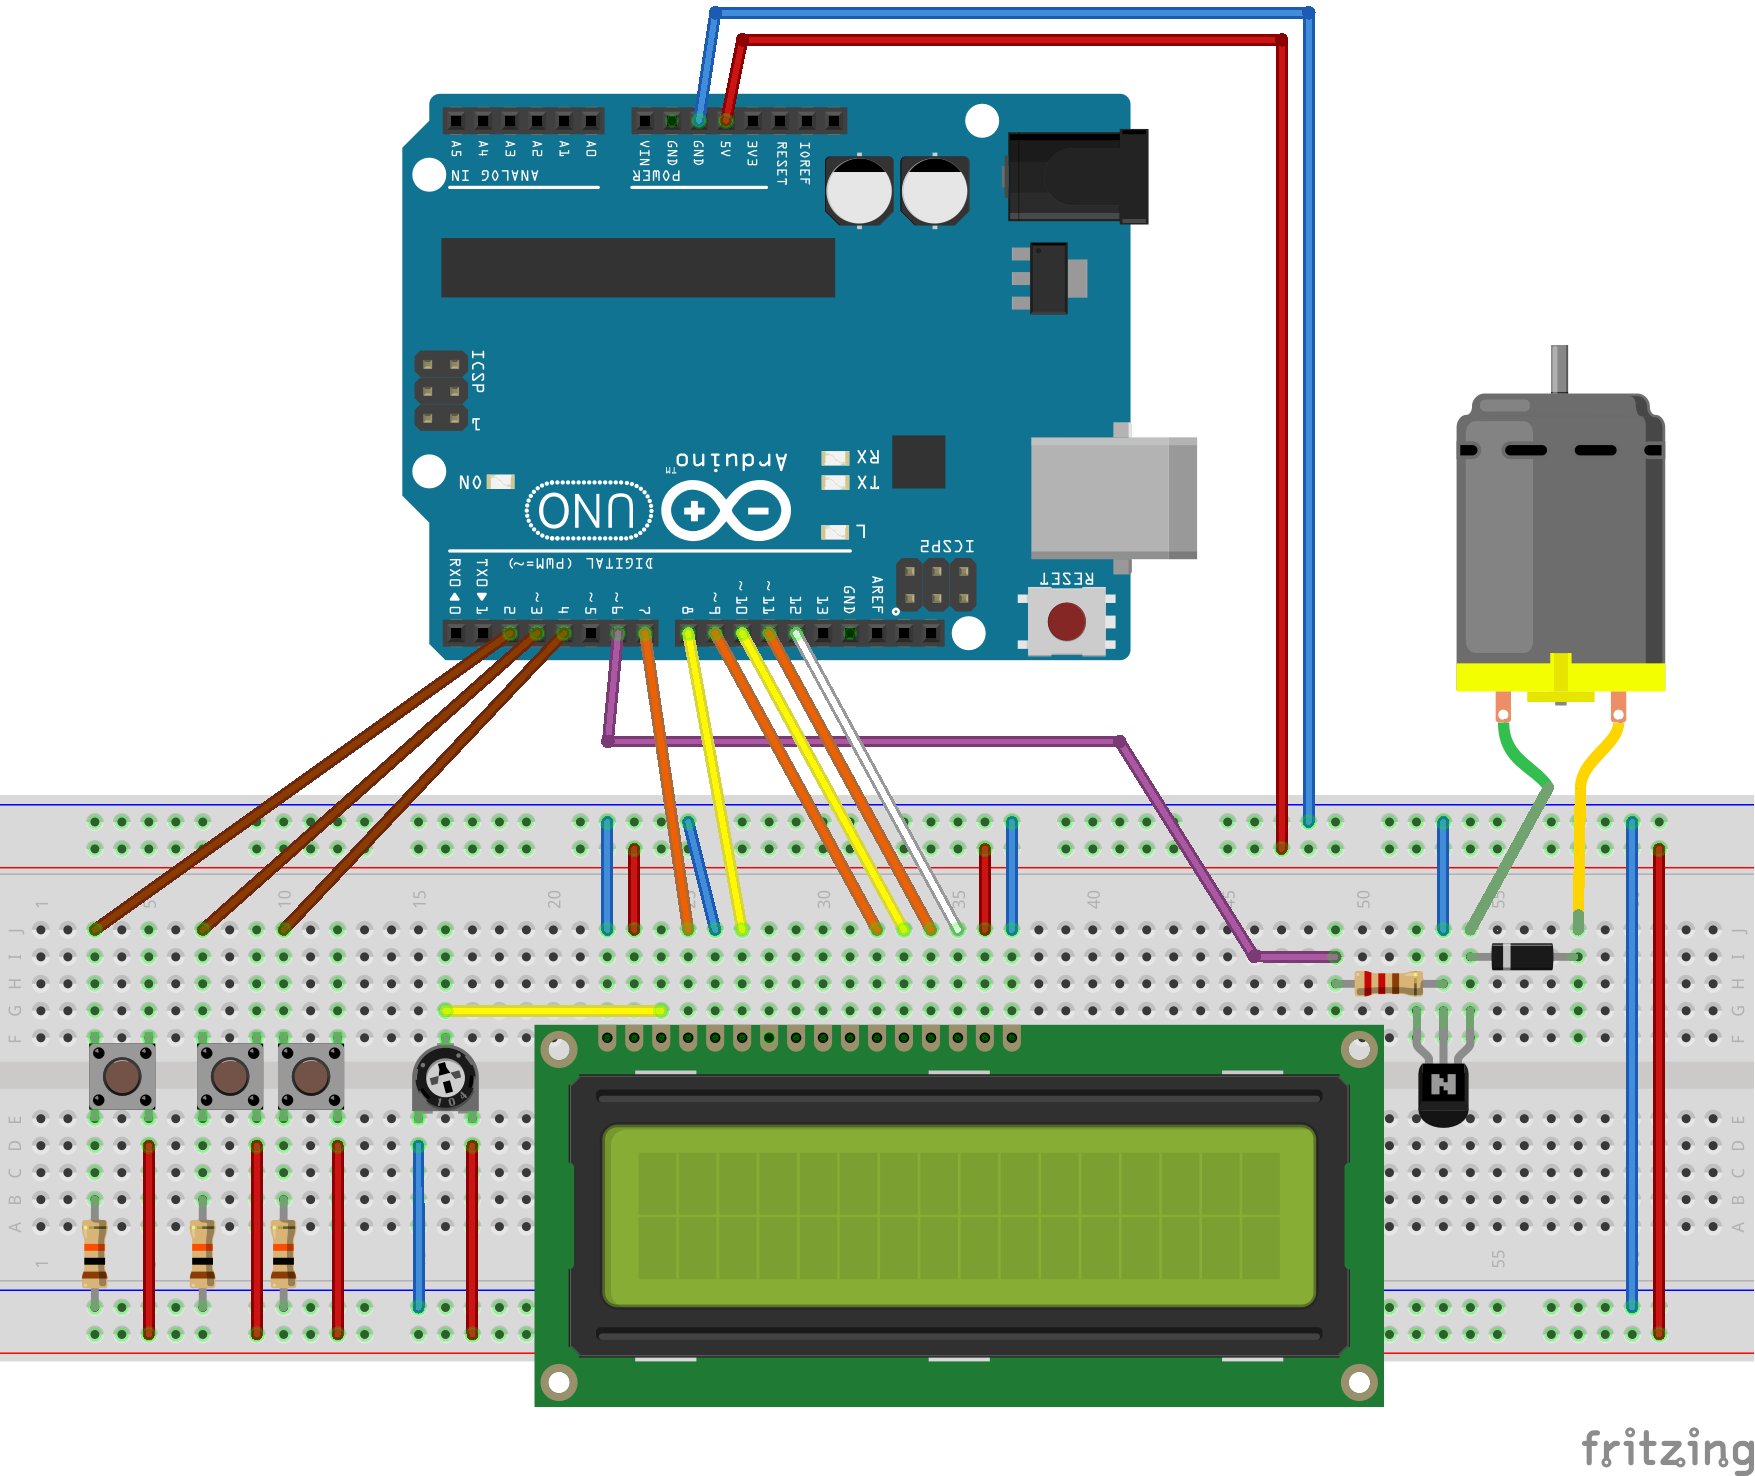 A5 A4 A3 A2 A1 A0
VIN GND GND 5V 3V3 RESET IOREF
ANALOG IN
POWER
ICSP
1
Arduino
TM
RX
ON
TX
UNO
L
ICSP2
DIGITAL (PWM=~)
RESET
RX0 TX0
0 1 2 ~3 4 ~5 ~6 7 8 ~9 ~10 ~11 12 13 GND AREF
1 5 10 15 20 25 30 35 40 45 50 55
J J
I I
H H
G G
F F
104
N
E E
D D
C C
B B
A A
1 55
fritzing